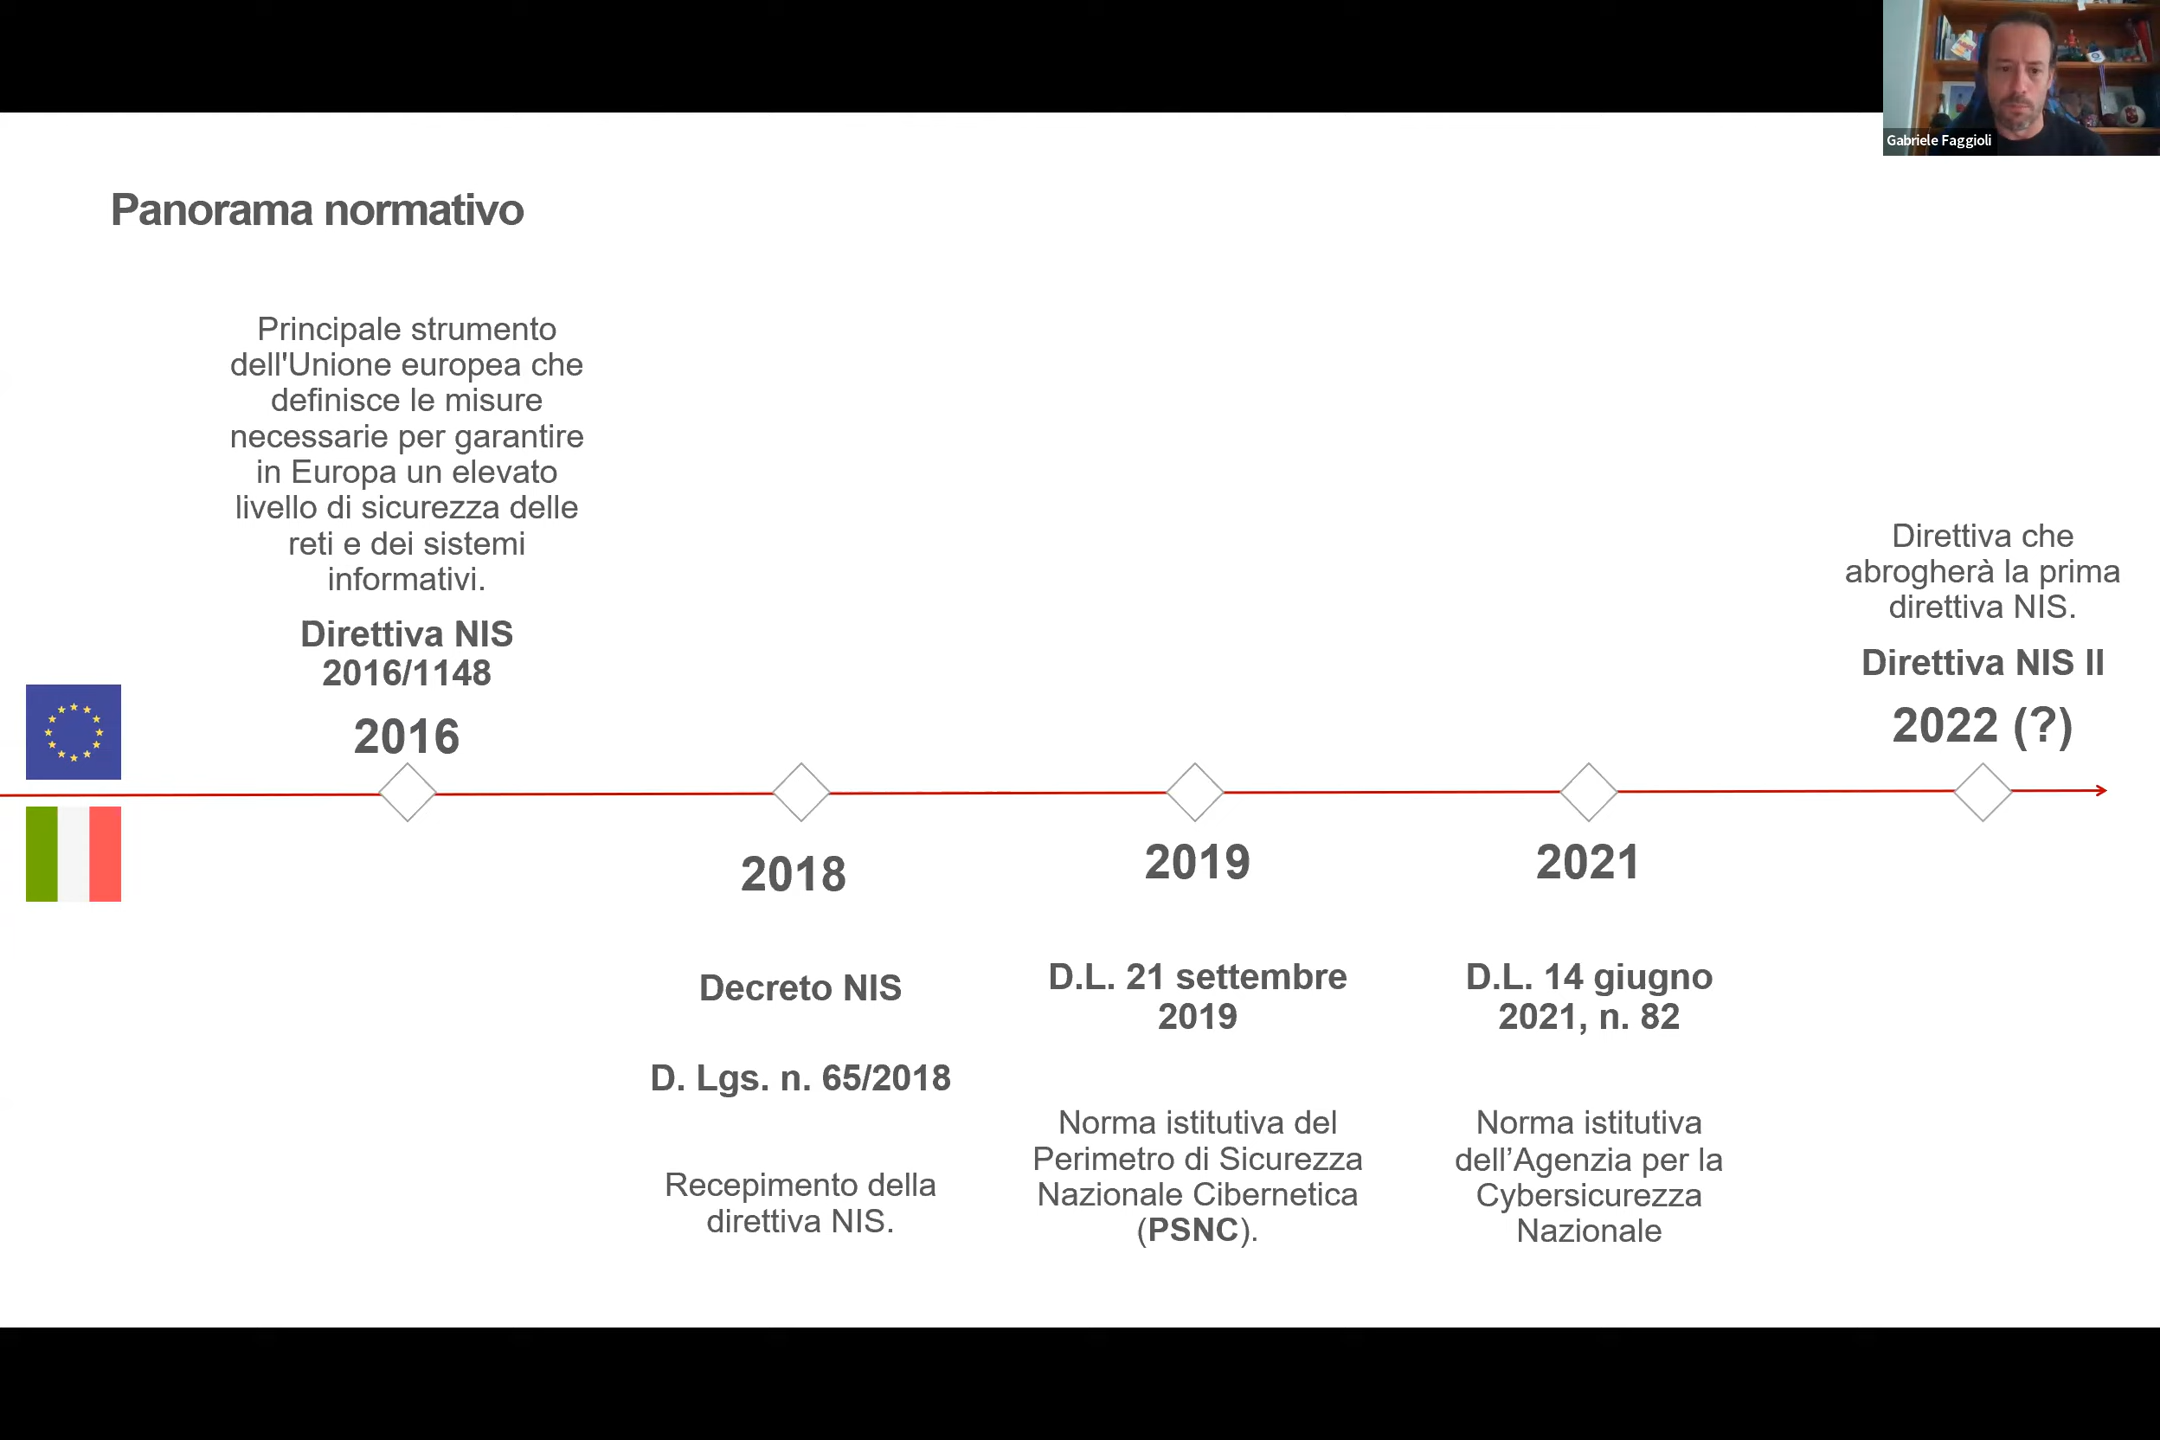 Gabriele Faggioli
Panorama normativo
Principale strumento
dell'Unione europea che
definisce le misure
necessarie per garantire
in Europa un elevato
livello di sicurezza delle
reti e dei sistemi
informativi.
Direttiva NIS
2016/1148
2016
Direttiva che
abrogherà la prima
direttiva NIS.
Direttiva NIS II
2022 (?)
2018
Decreto NIS
D. Lgs. n. 65/2018
Recepimento della
direttiva NIS.
2019
D.L. 21 settembre
2019
Norma istitutiva del
Perimetro di Sicurezza
Nazionale Cibernetica
(PSNC).
2021
D.L. 14 giugno
2021, n. 82
Norma istitutiva
dell’Agenzia per la
Cybersicurezza
Nazionale